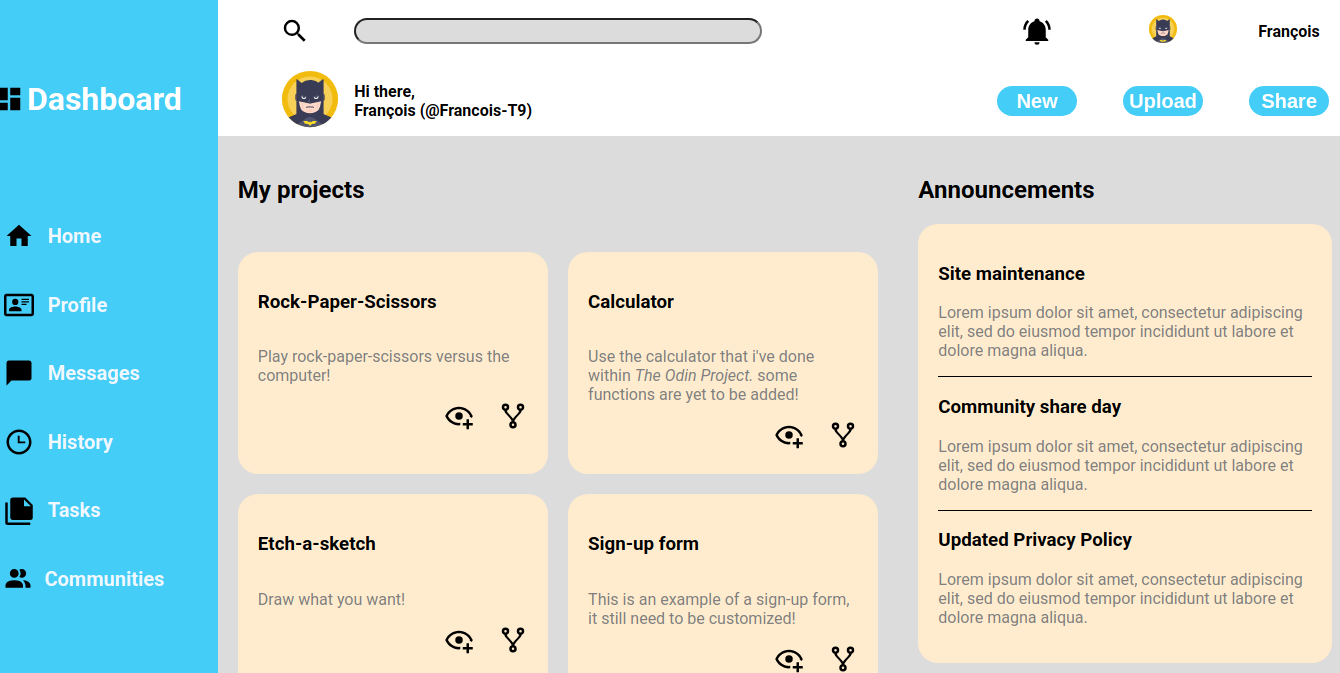 Dashboard
Home
Profile
Messages
History
Tasks
Communities
François
Hi there,
François (@Francois-T9)
New
Upload
Share
My projects
Rock-Paper-Scissors
Play rock-paper-scissors versus the
computer!
Calculator
Use the calculator that i've done
within The Odin Project. some
functions are yet to be added!
Etch-a-sketch
Draw what you want!
Sign-up form
This is an example of a sign-up form,
it still need to be customized!
Announcements
Site maintenance
Lorem ipsum dolor sit amet, consectetur adipiscing
elit, sed do eiusmod tempor incididunt ut labore et
dolore magna aliqua.
Community share day
Lorem ipsum dolor sit amet, consectetur adipiscing
elit, sed do eiusmod tempor incididunt ut labore et
dolore magna aliqua.
Updated Privacy Policy
Lorem ipsum dolor sit amet, consectetur adipiscing
elit, sed do eiusmod tempor incididunt ut labore et
dolore magna aliqua.